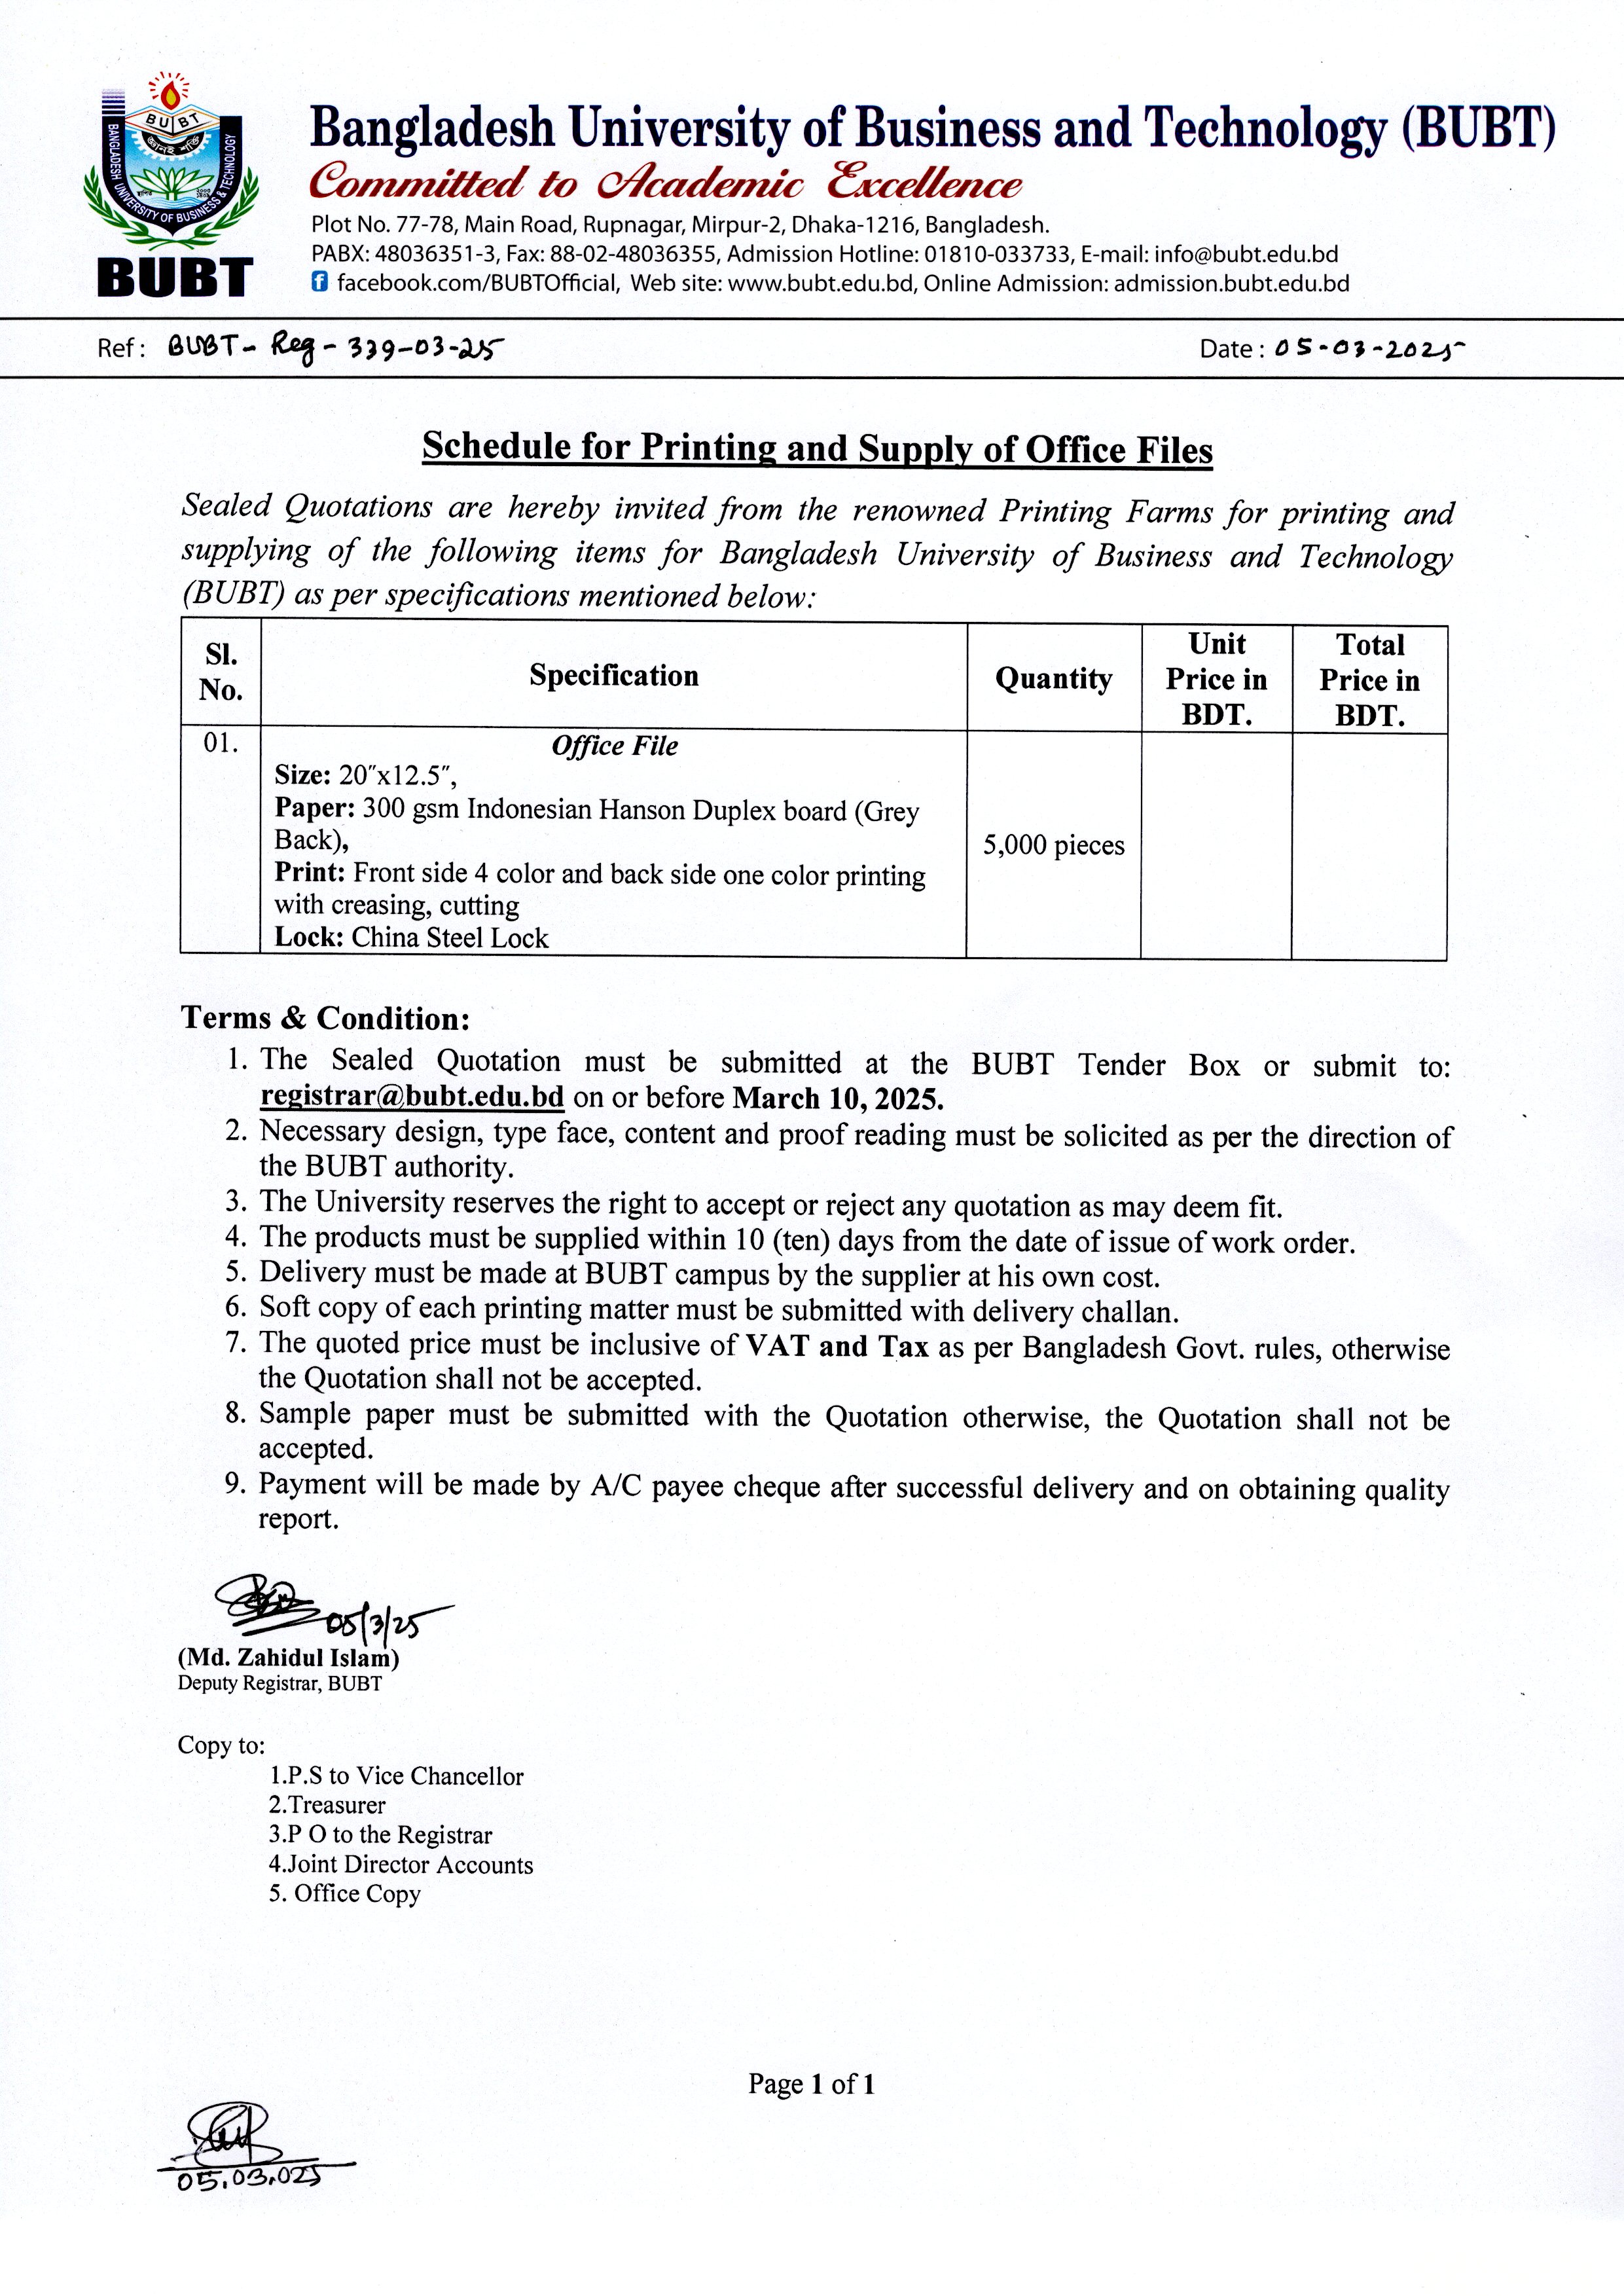 BUBT
জ্ঞানই শক্তি
BANGLADESH UNIVERSITY OF BUSINESS & TECHNOLOGY
BUBT
Bangladesh University of Business and Technology (BUBT)
Committed to Academic Excellence
Plot No. 77-78, Main Road, Rupnagar, Mirpur-2, Dhaka-1216, Bangladesh.
PABX: 48036351-3, Fax: 88-02-48036355, Admission Hotline: 01810-033733, E-mail: info@bubt.edu.bd
facebook.com/BUBTOfficial, Web site: www.bubt.edu.bd, Online Admission: admission.bubt.edu.bd
Ref : BUBT- Reg - 339-03-25 Date : 05-03-2025
Schedule for Printing and Supply of Office Files
Sealed Quotations are hereby invited from the renowned Printing Farms for printing and
supplying of the following items for Bangladesh University of Business and Technology
(BUBT) as per specifications mentioned below:
Sl. No. Specification Quantity Unit Price in BDT. Total Price in BDT.
01. Office File
Size: 20″x12.5″,
Paper: 300 gsm Indonesian Hanson Duplex board (Grey
Back),
5,000 pieces
Print: Front side 4 color and back side one color printing
with creasing, cutting
Lock: China Steel Lock
Terms & Condition:
1. The Sealed Quotation must be submitted at the BUBT Tender Box or submit to:
registrar@bubt.edu.bd on or before March 10, 2025.
2. Necessary design, type face, content and proof reading must be solicited as per the direction of
the BUBT authority.
3. The University reserves the right to accept or reject any quotation as may deem fit.
4. The products must be supplied within 10 (ten) days from the date of issue of work order.
5. Delivery must be made at BUBT campus by the supplier at his own cost.
6. Soft copy of each printing matter must be submitted with delivery challan.
7. The quoted price must be inclusive of VAT and Tax as per Bangladesh Govt. rules, otherwise
the Quotation shall not be accepted.
8. Sample paper must be submitted with the Quotation otherwise, the Quotation shall not be
accepted.
9. Payment will be made by A/C payee cheque after successful delivery and on obtaining quality
report.
05/3/25
(Md. Zahidul Islam)
Deputy Registrar, BUBT
Copy to:
1.P.S to Vice Chancellor
2.Treasurer
3.P O to the Registrar
4.Joint Director Accounts
5. Office Copy
Page 1 of 1
05.03.025